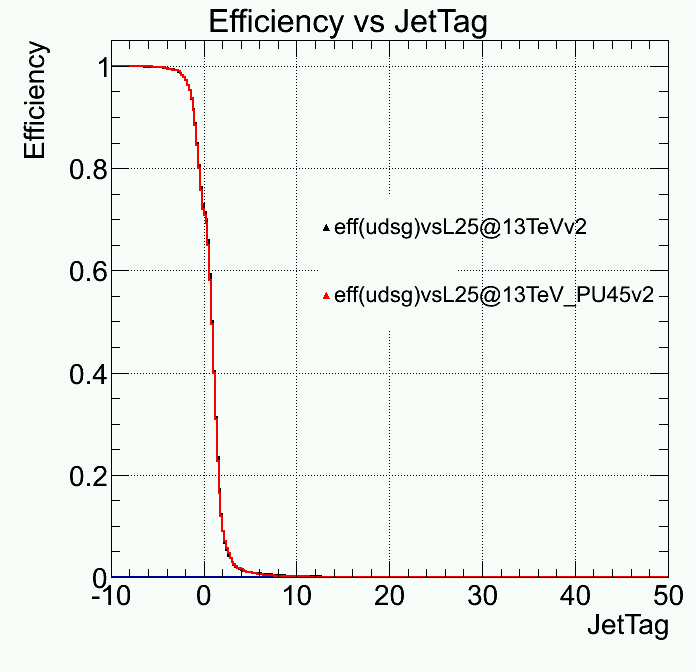 Efficiency vs JetTag
Efficiency
1
0.8
eff(udsg)vsL25@13TeVv2
0.6
eff(udsg)vsL25@13TeV_PU45v2
0.4
0.2
0
-10 0 10 20 30 40 50
JetTag